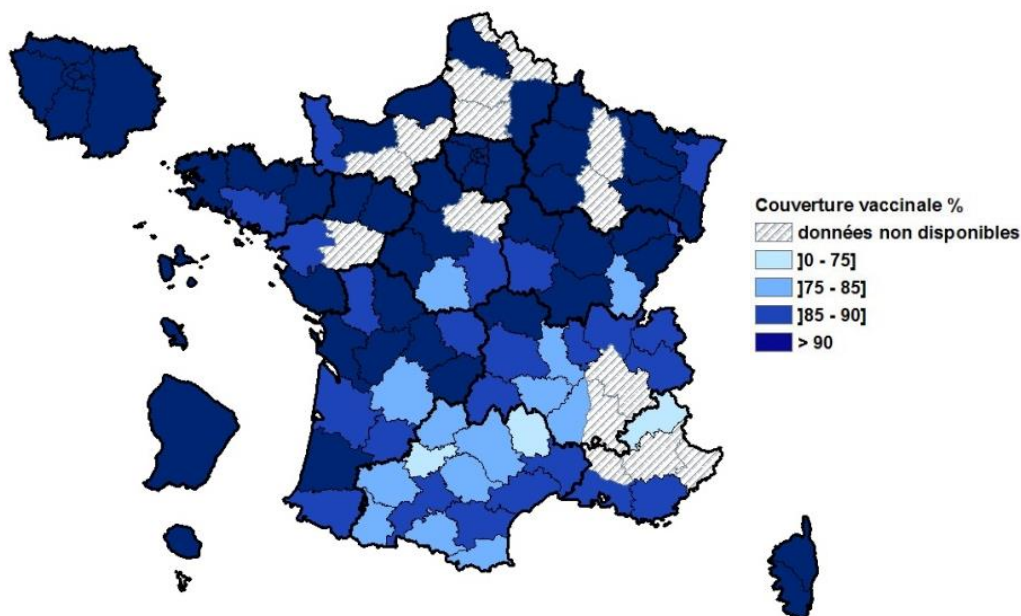 Couverture vaccinale %
données non disponibles
]0 - 75]
]75 - 85]
]85 - 90]
> 90